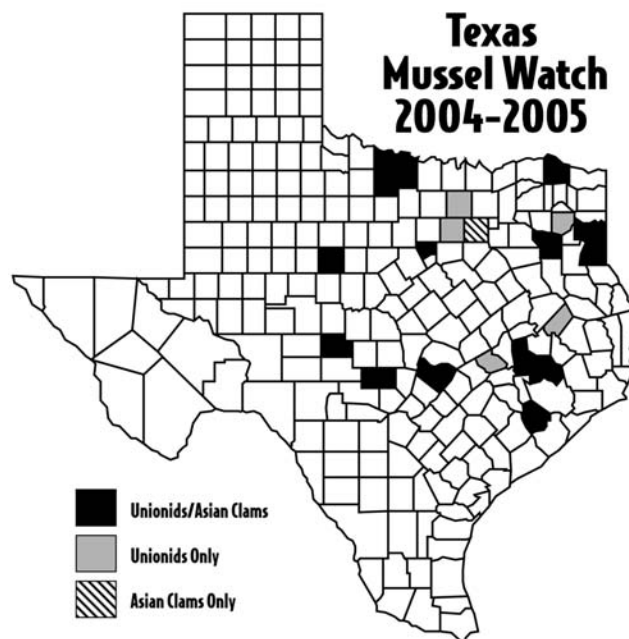 Texas
Mussel Watch
2004-2005
Unionids/Asian Clams
Unionids Only
Asian Clams Only